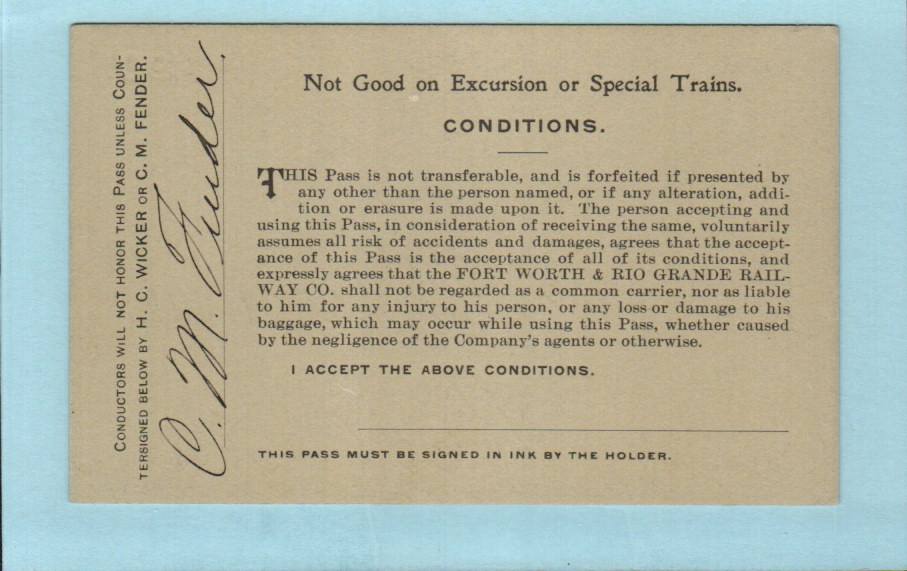 CONDUCTORS WILL NOT HONOR THIS PASS UNLESS COUN-
TERSIGNED BELOW BY H. C. WICKER OR C. M. FENDER.
C. M. Fender.
Not Good on Excursion or Special Trains.
CONDITIONS.
THIS Pass is not transferable, and is forfeited if presented by
any other than the person named, or if any alteration, addi-
tion or erasure is made upon it. The person accepting and
using this Pass, in consideration of receiving the same, voluntarily
assumes all risk of accidents and damages, agrees that the accept-
ance of this Pass is the acceptance of all of its conditions, and
expressly agrees that the FORT WORTH & RIO GRANDE RAIL-
WAY CO. shall not be regarded as a common carrier, nor as liable
to him for any injury to his person, or any loss or damage to his
baggage, which may occur while using this Pass, whether caused
by the negligence of the Company's agents or otherwise.
I ACCEPT THE ABOVE CONDITIONS.
THIS PASS MUST BE SIGNED IN INK BY THE HOLDER.